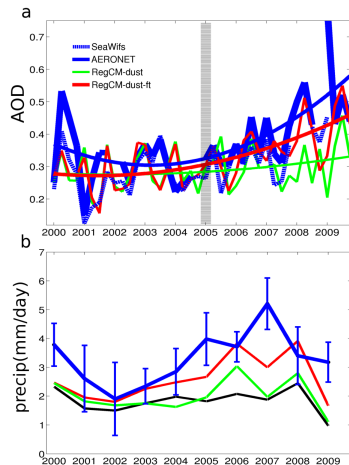 a
SeaWifs
AERONET
RegCM-dust
RegCM-dust-ft
AOD
0.7
0.6
0.5
0.4
0.3
0.2
2000 2001 2002 2003 2004 2005 2006 2007 2008 2009
b
precip(mm/day)
7
6
5
4
3
2
1
0
2000 2001 2002 2003 2004 2005 2006 2007 2008 2009